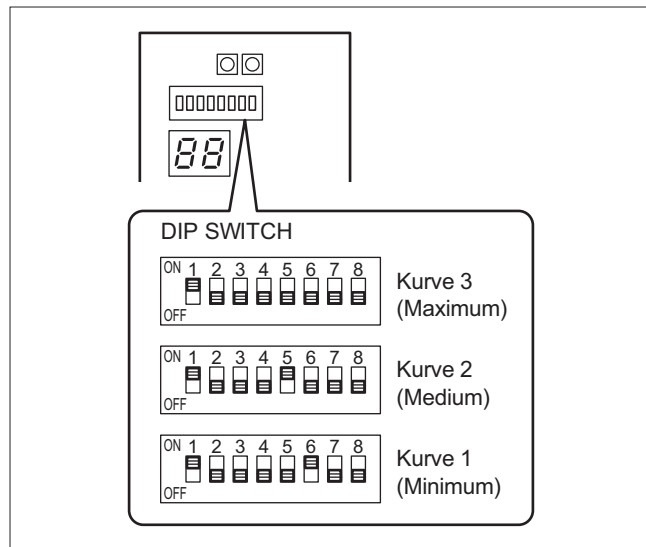 88
DIP SWITCH
ON 1 2 3 4 5 6 7 8
OFF
Kurve 3
(Maximum)
ON 1 2 3 4 5 6 7 8
OFF
Kurve 2
(Medium)
ON 1 2 3 4 5 6 7 8
OFF
Kurve 1
(Minimum)